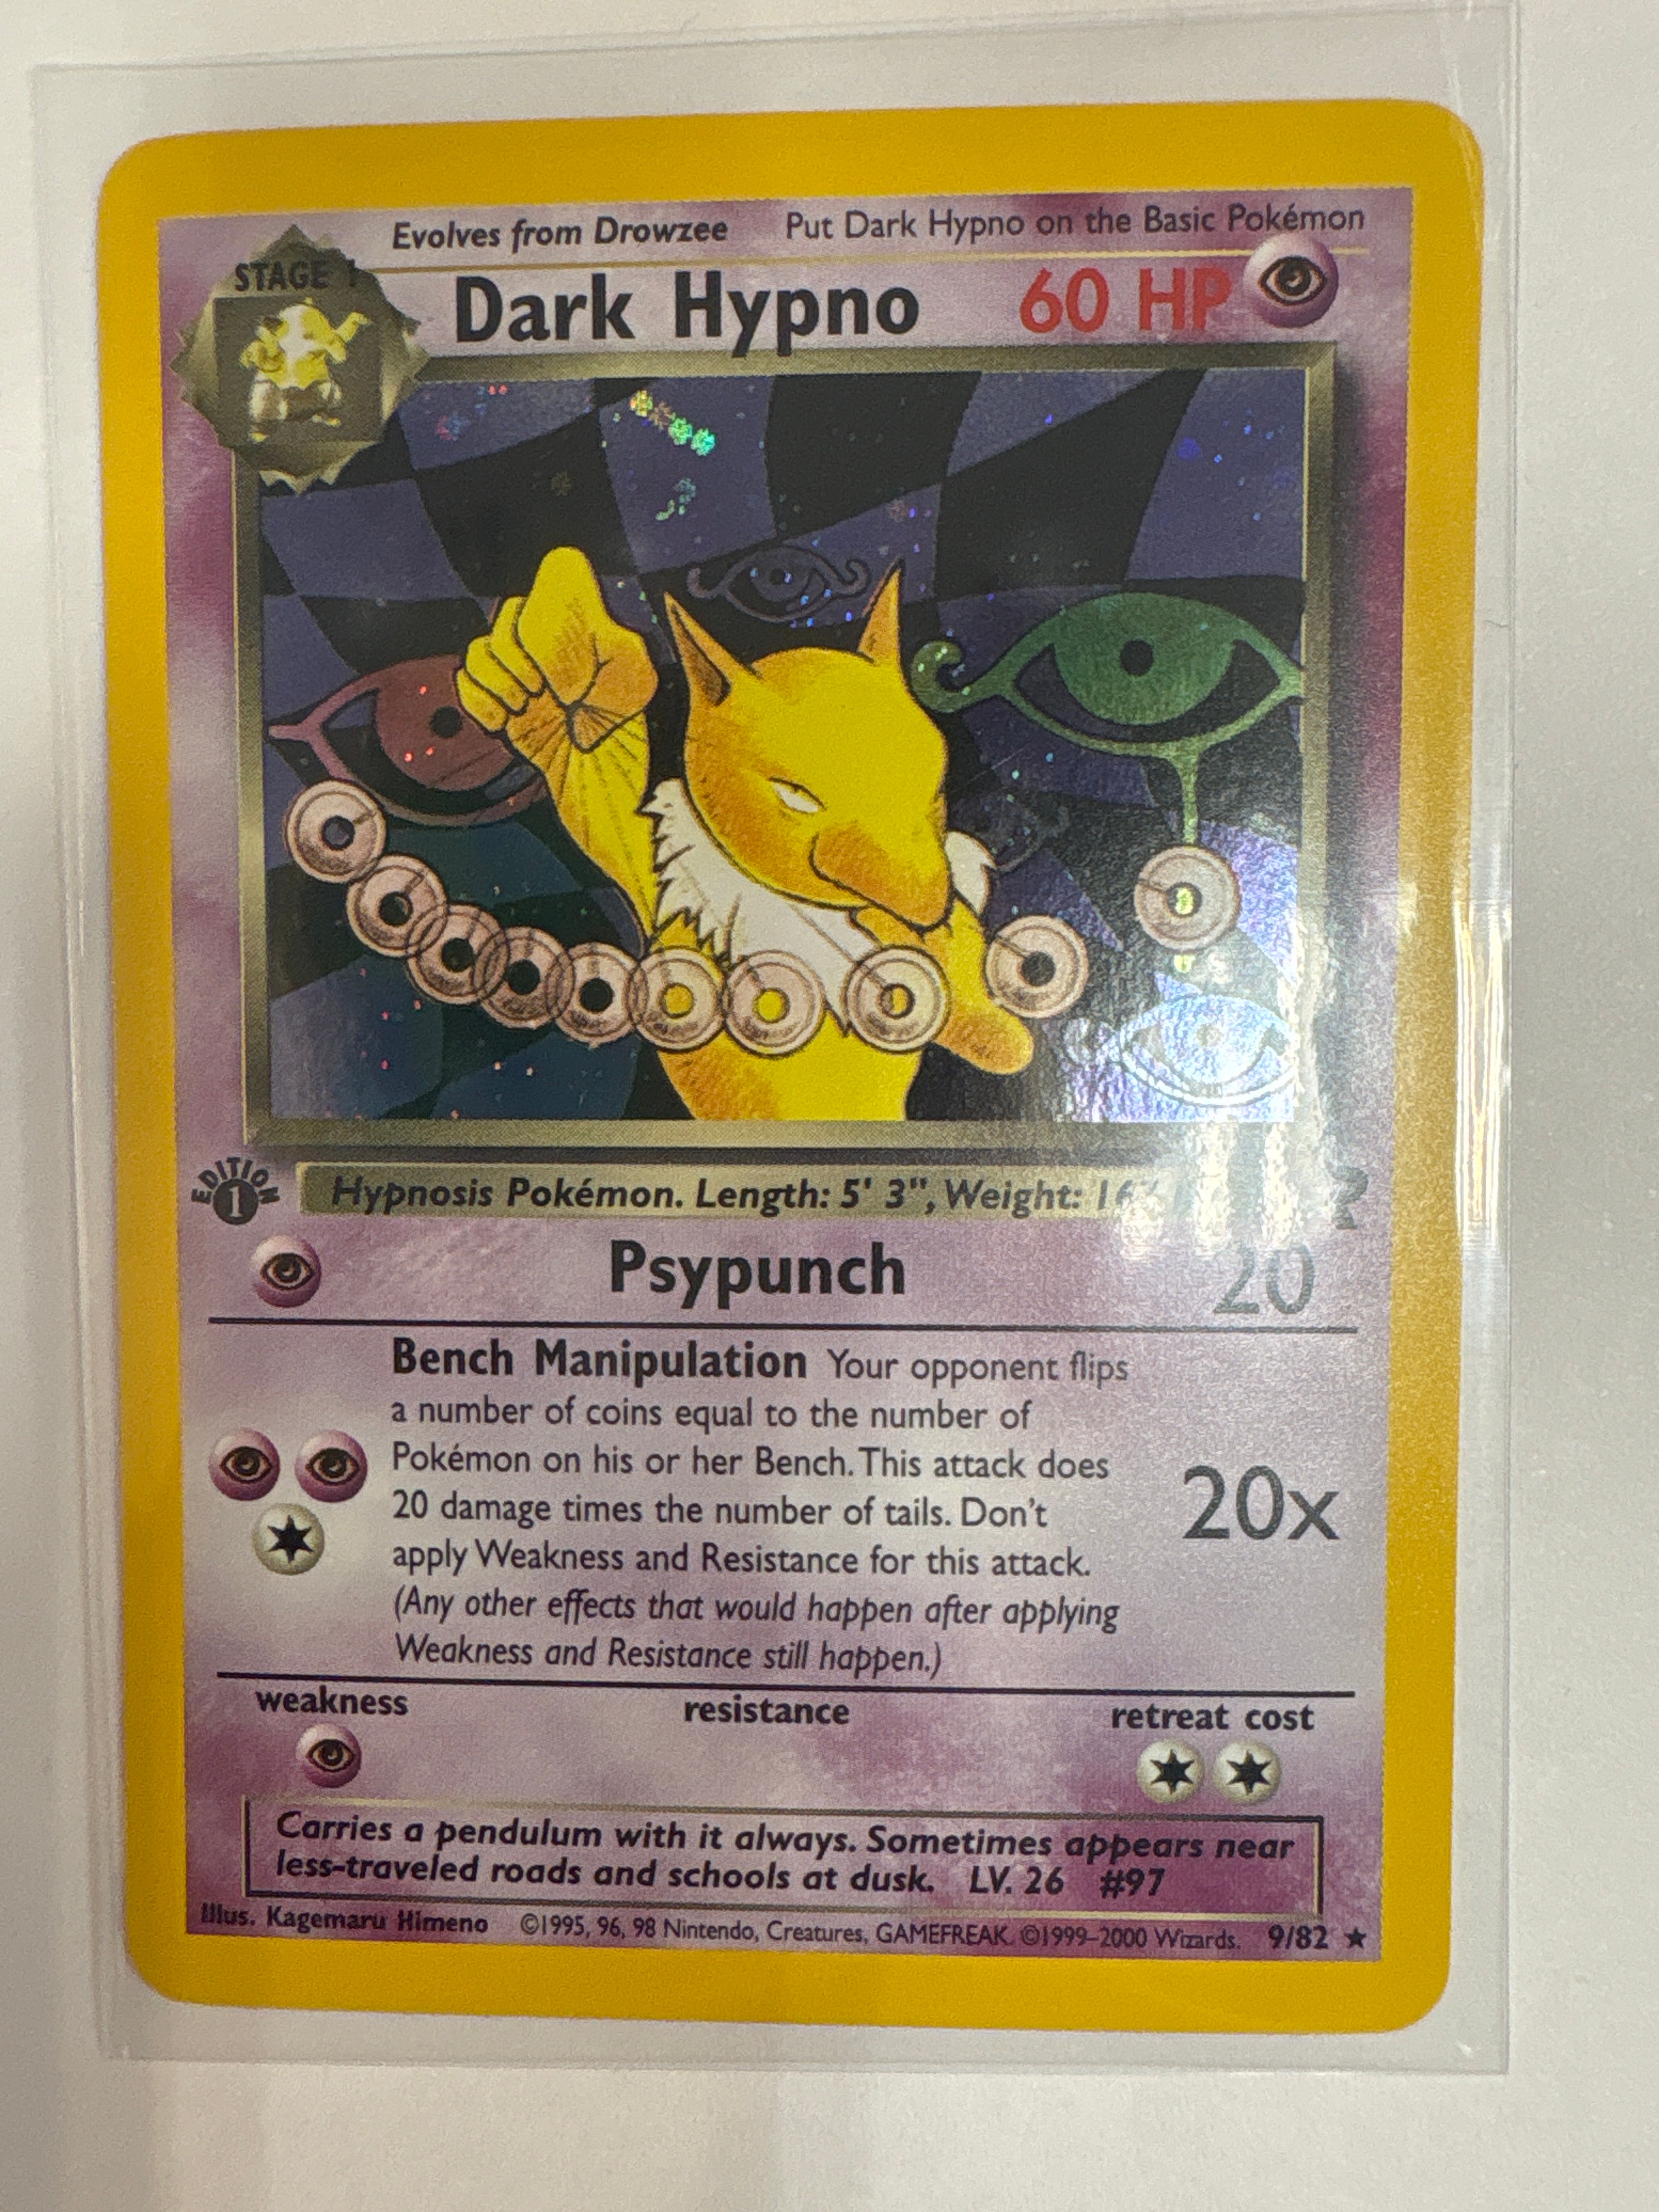 Evolves from Drowzee Put Dark Hypno on the Basic Pokémon
STAGE 1
Dark Hypno 60 HP
EDITION
1
Hypnosis Pokémon. Length: 5' 3", Weight:
Psypunch 20
Bench Manipulation Your opponent flips
a number of coins equal to the number of
Pokémon on his or her Bench. This attack does
20 damage times the number of tails. Don't
apply Weakness and Resistance for this attack.
(Any other effects that would happen after applying
Weakness and Resistance still happen.)
20x
weakness resistance retreat cost
Carries a pendulum with it always. Sometimes appears near
less-traveled roads and schools at dusk. LV. 26 #97
Illus. Kagemaru Himeno ©1995, 96, 98 Nintendo, Creatures, GAMEFREAK. ©1999–2000 Wizards. 9/82 ★